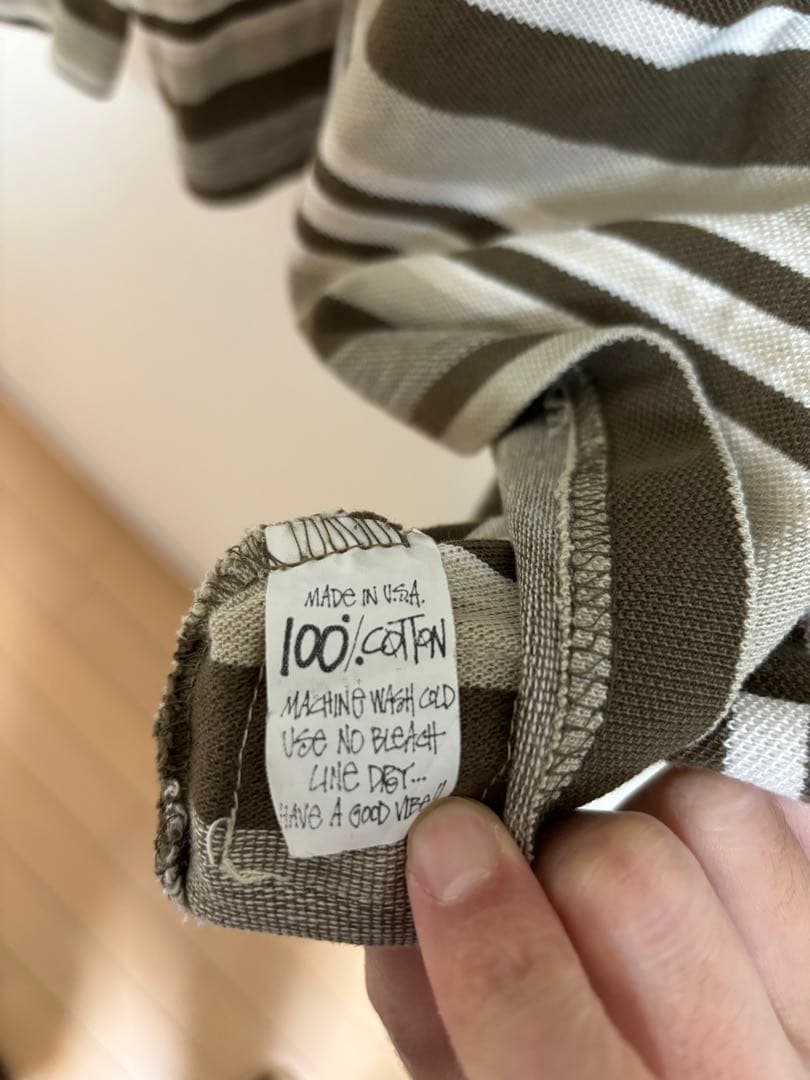 MADE IN U.S.A.
100% COTTON
MACHINE WASH COLD
USE NO BLEACH
LINE DRY...
HAVE A GOOD VIBE!!